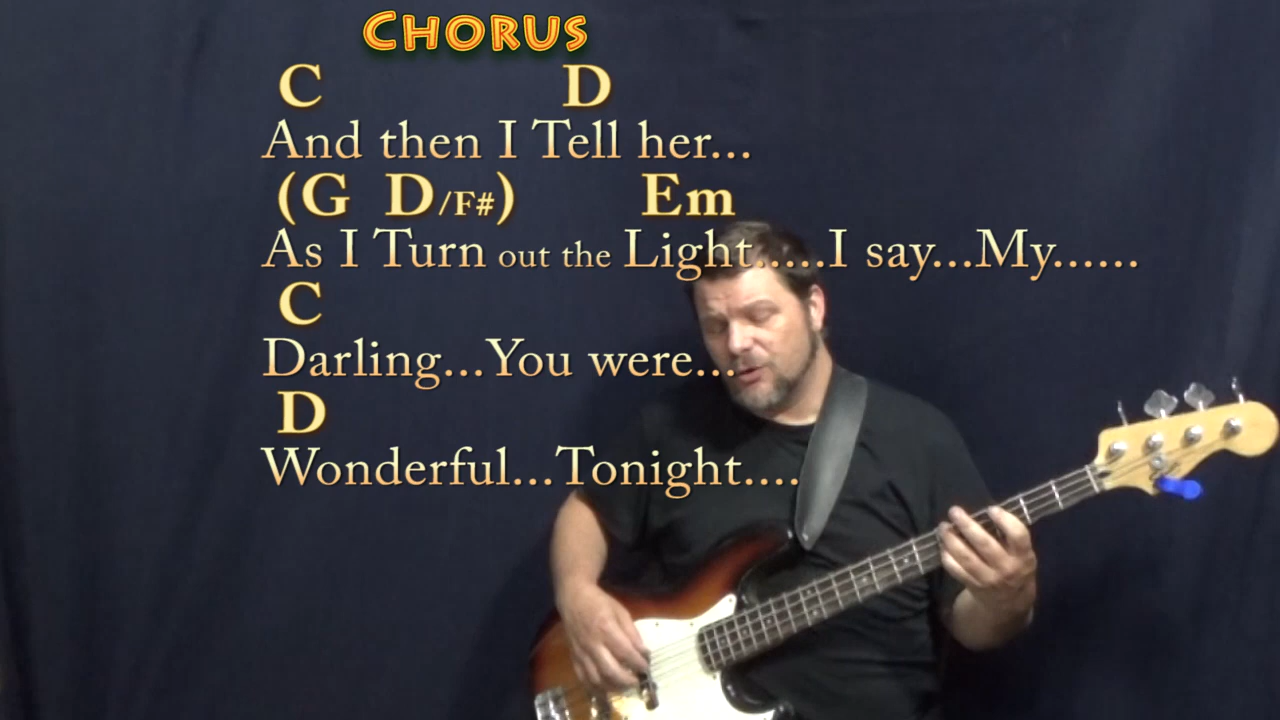 CHORUS
C D
And then I Tell her...
(G D/F#) Em
As I Turn out the Light.....I say...My......
C
Darling...You were...
D
Wonderful...Tonight....